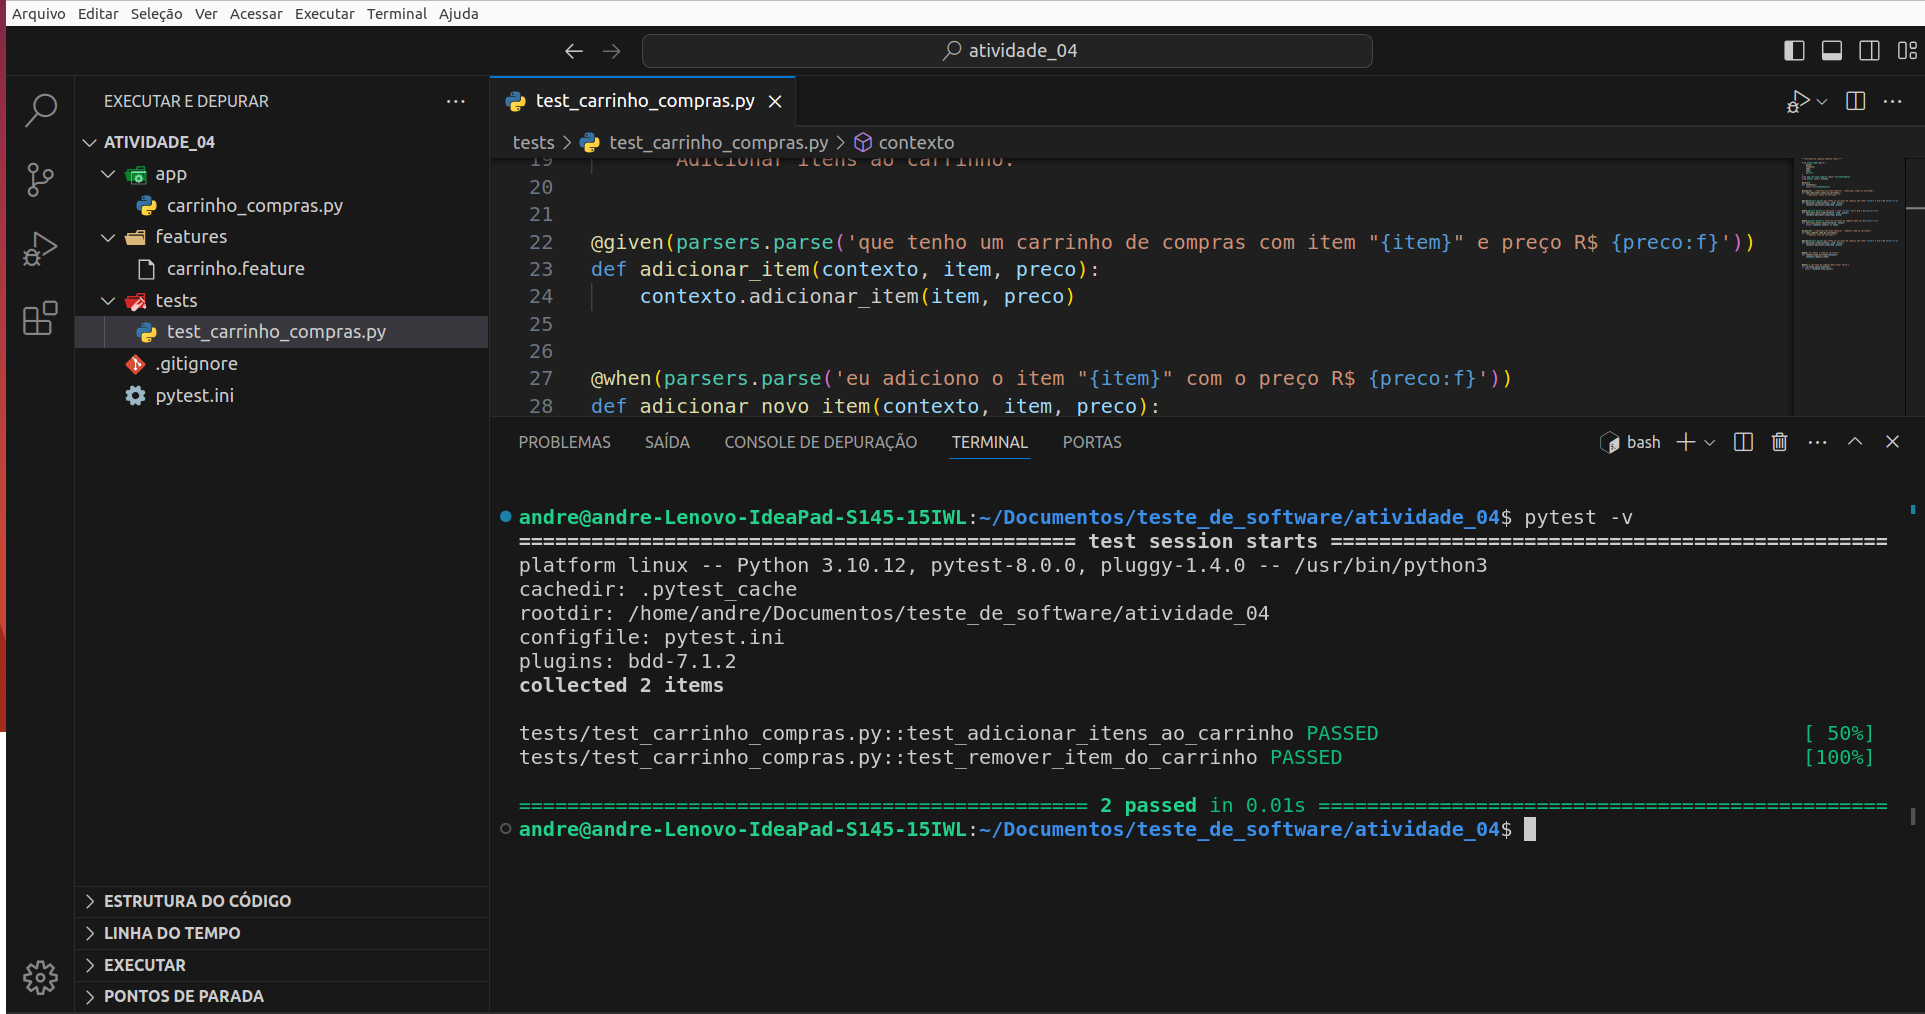 Arquivo Editar Seleção Ver Acessar Executar Terminal Ajuda
atividade_04
EXECUTAR E DEPURAR
ATIVIDADE_04
app
carrinho_compras.py
features
carrinho.feature
tests
test_carrinho_compras.py
.gitignore
pytest.ini
ESTRUTURA DO CÓDIGO
LINHA DO TEMPO
EXECUTAR
PONTOS DE PARADA
test_carrinho_compras.py
tests > test_carrinho_compras.py > contexto
19 Adicionar itens ao carrinho.
20
21
22 @given(parsers.parse('que tenho um carrinho de compras com item "{item}" e preço R$ {preco:f}'))
23 def adicionar_item(contexto, item, preco):
24 contexto.adicionar_item(item, preco)
25
26
27 @when(parsers.parse('eu adiciono o item "{item}" com o preço R$ {preco:f}'))
28 def adicionar_novo_item(contexto, item, preco):
PROBLEMAS SAÍDA CONSOLE DE DEPURAÇÃO TERMINAL PORTAS
bash
andre@andre-Lenovo-IdeaPad-S145-15IWL:~/Documentos/teste_de_software/atividade_04$ pytest -v
============================================== test session starts ==============================================
platform linux -- Python 3.10.12, pytest-8.0.0, pluggy-1.4.0 -- /usr/bin/python3
cachedir: .pytest_cache
rootdir: /home/andre/Documentos/teste_de_software/atividade_04
configfile: pytest.ini
plugins: bdd-7.1.2
collected 2 items
tests/test_carrinho_compras.py::test_adicionar_itens_ao_carrinho PASSED [ 50%]
tests/test_carrinho_compras.py::test_remover_item_do_carrinho PASSED [100%]
=============================================== 2 passed in 0.01s ===============================================
andre@andre-Lenovo-IdeaPad-S145-15IWL:~/Documentos/teste_de_software/atividade_04$